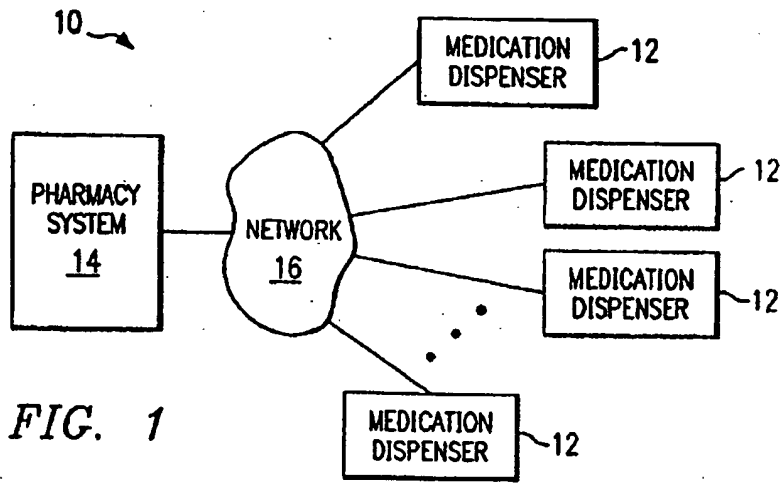 10
MEDICATION
DISPENSER
12
PHARMACY
SYSTEM
14
NETWORK
16
MEDICATION
DISPENSER
12
MEDICATION
DISPENSER
12
MEDICATION
DISPENSER
12
FIG. 1